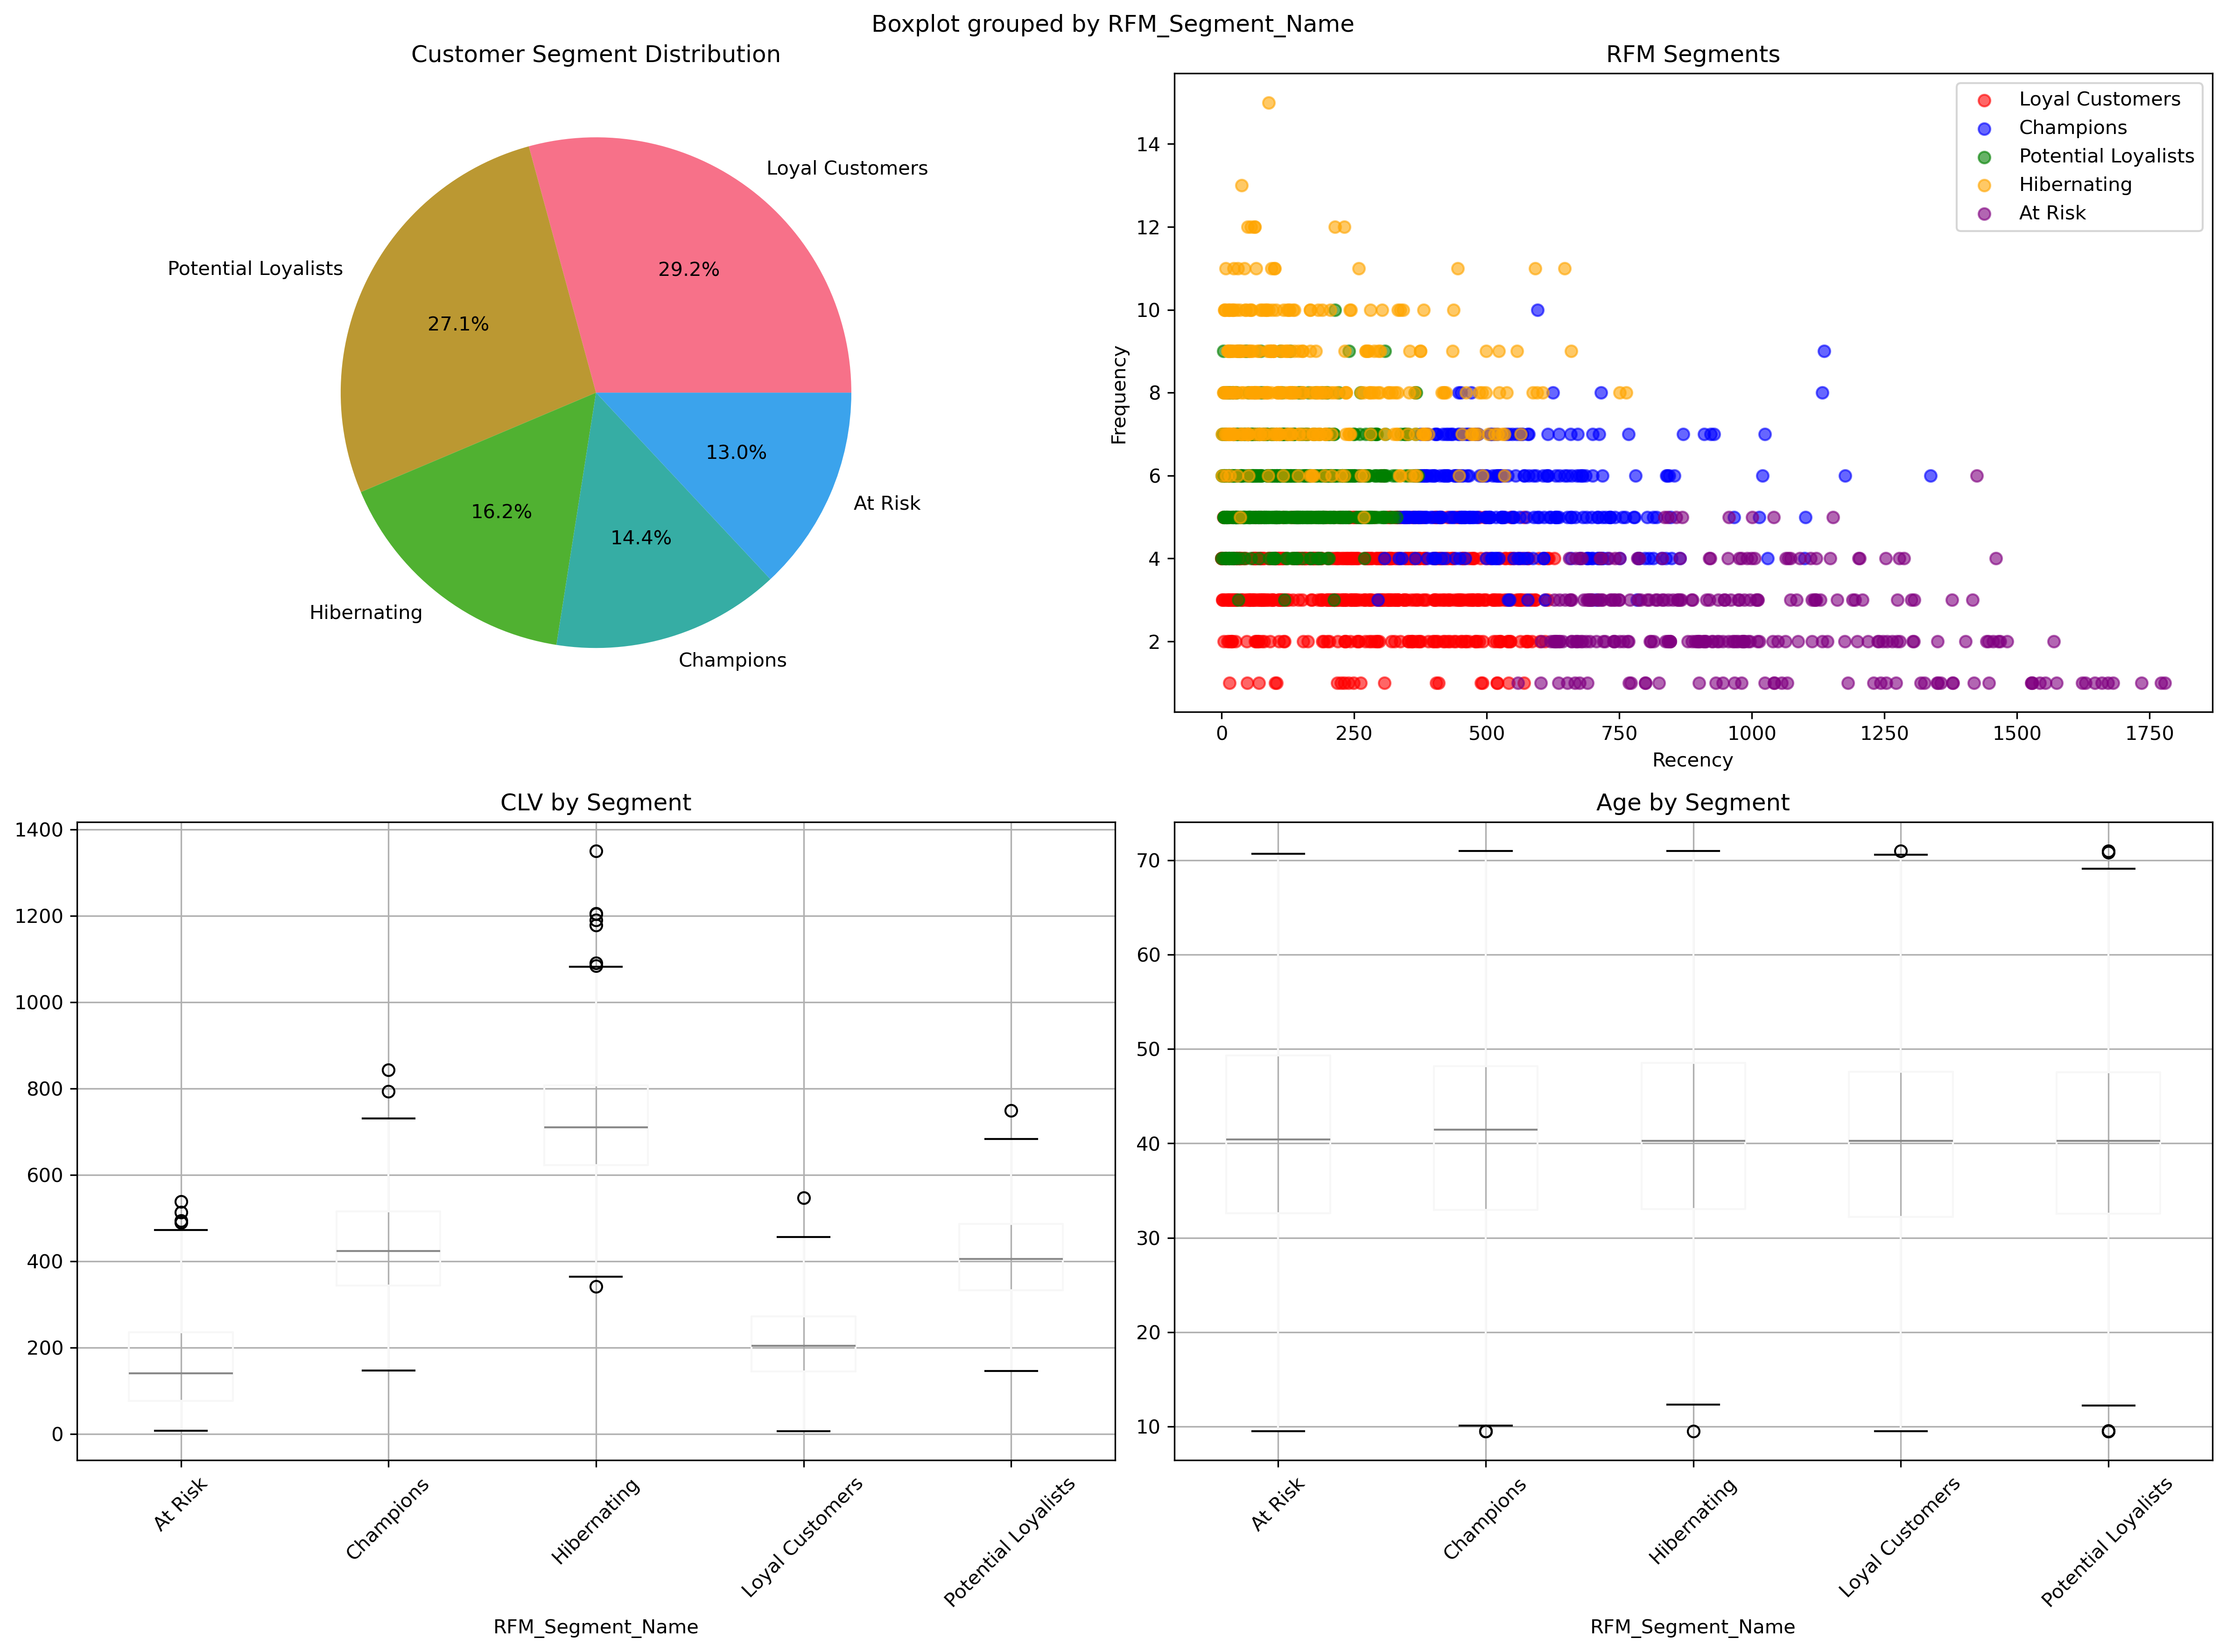 Boxplot grouped by RFM_Segment_Name
Customer Segment Distribution
Loyal Customers
Potential Loyalists
29.2%
27.1%
13.0%
At Risk
16.2%
14.4%
Hibernating
Champions
RFM Segments
Loyal Customers
Champions
Potential Loyalists
Hibernating
At Risk
14
12
10
8
6
4
2
Frequency
0 250 500 750 1000 1250 1500 1750
Recency
CLV by Segment
1400
1200
1000
800
600
400
200
0
At Risk Champions Hibernating Loyal Customers Potential Loyalists
RFM_Segment_Name
Age by Segment
70
60
50
40
30
20
10
At Risk Champions Hibernating Loyal Customers Potential Loyalists
RFM_Segment_Name